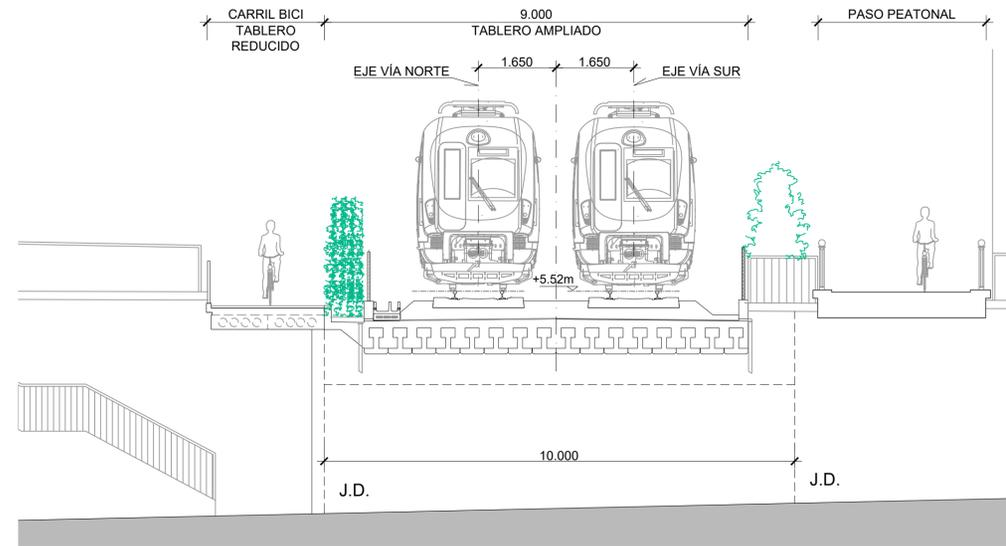 CARRIL BICI
TABLERO
REDUCIDO
9.000
TABLERO AMPLIADO
PASO PEATONAL
1.650
1.650
EJE VÍA NORTE
EJE VÍA SUR
+5.52m
10.000
J.D.
J.D.